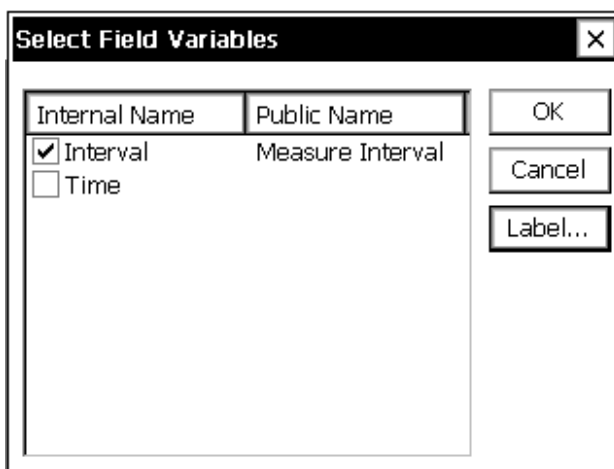 Select Field Variables
Internal Name Public Name
Interval Measure Interval
Time
OK
Cancel
Label...